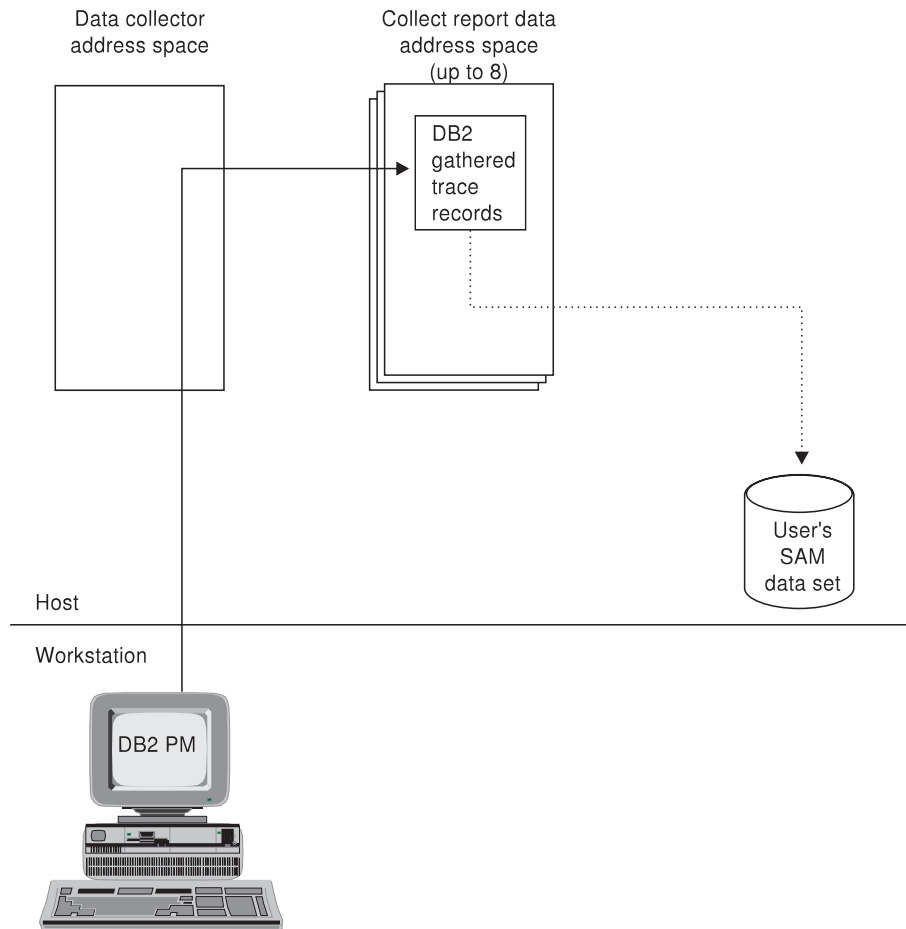 Data collector
address space
Collect report data
address space
(up to 8)
DB2
gathered
trace
records
User's
SAM
data set
Host
Workstation
DB2 PM